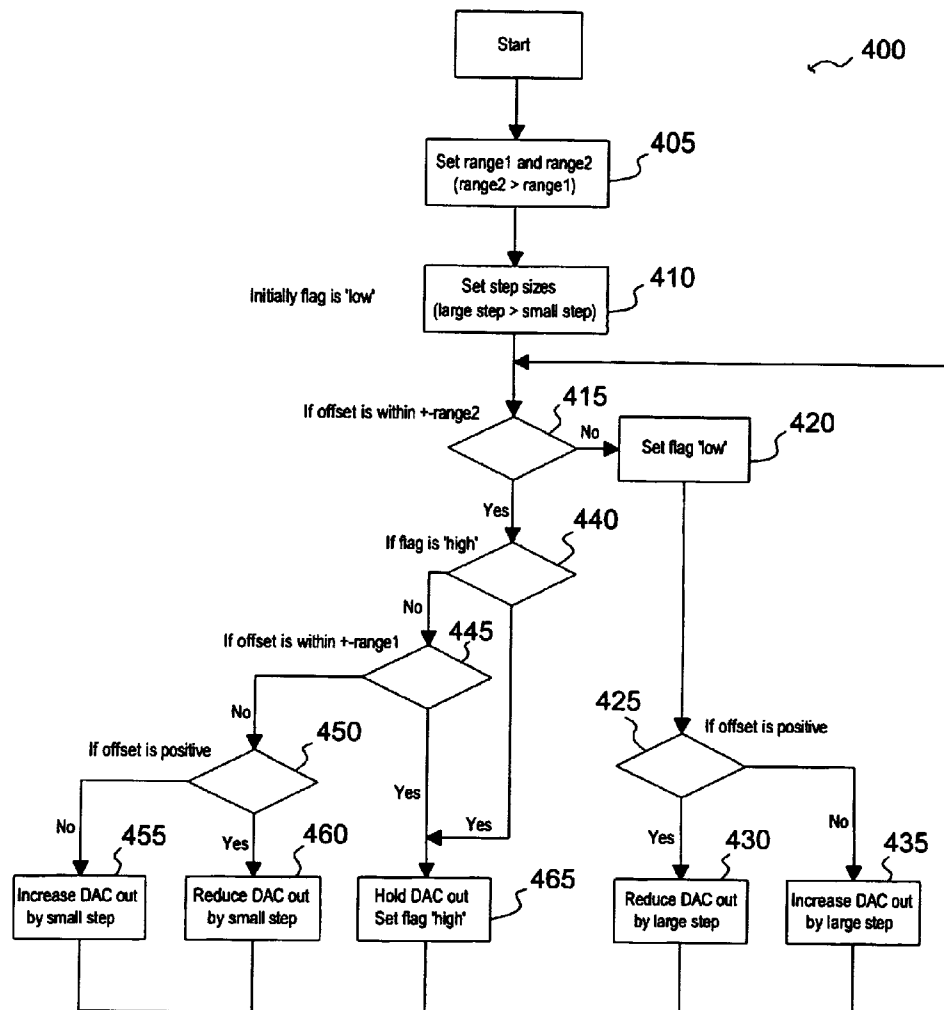 Start
400
405
Set range1 and range2
(range2 > range1)
410
Initially flag is 'low'
Set step sizes
(large step > small step)
If offset is within +-range2
415
No
420
Set flag 'low'
Yes
If flag is 'high'
440
No
If offset is within +-range1
445
No
425
If offset is positive
If offset is positive
450
Yes
Yes
No
455
Yes
460
Yes
430
No
435
Increase DAC out
by small step
Reduce DAC out
by small step
Hold DAC out
Set flag 'high'
465
Reduce DAC out
by large step
Increase DAC out
by large step